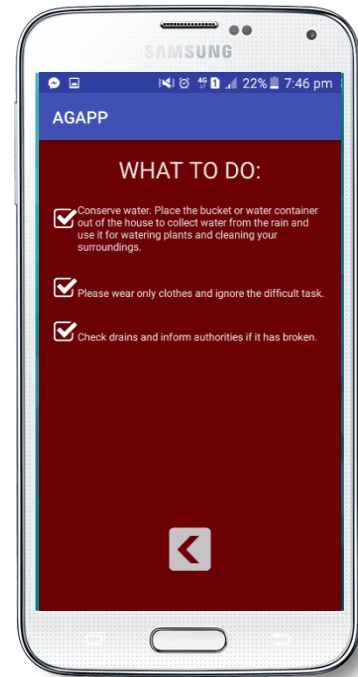 SAMSUNG
4G 1 22% 7:46 pm
AGAPP
WHAT TO DO:
Conserve water. Place the bucket or water container
out of the house to collect water from the rain and
use it for watering plants and cleaning your
surroundings.
Please wear only clothes and ignore the difficult task.
Check drains and inform authorities if it has broken.